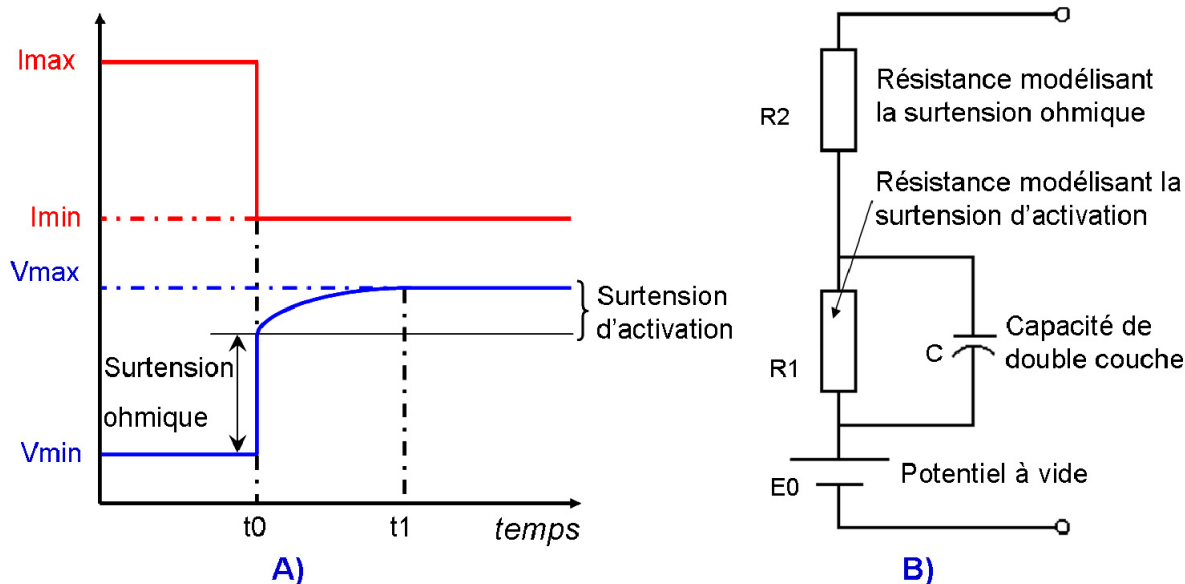 Imax
Imin
Vmax
Surtension
d'activation
Surtension
ohmique
Vmin
t0
t1
temps
A)
R2
Résistance modélisant
la surtension ohmique
Résistance modélisant la
surtension d'activation
R1
C
Capacité de
double couche
E0
Potentiel à vide
B)